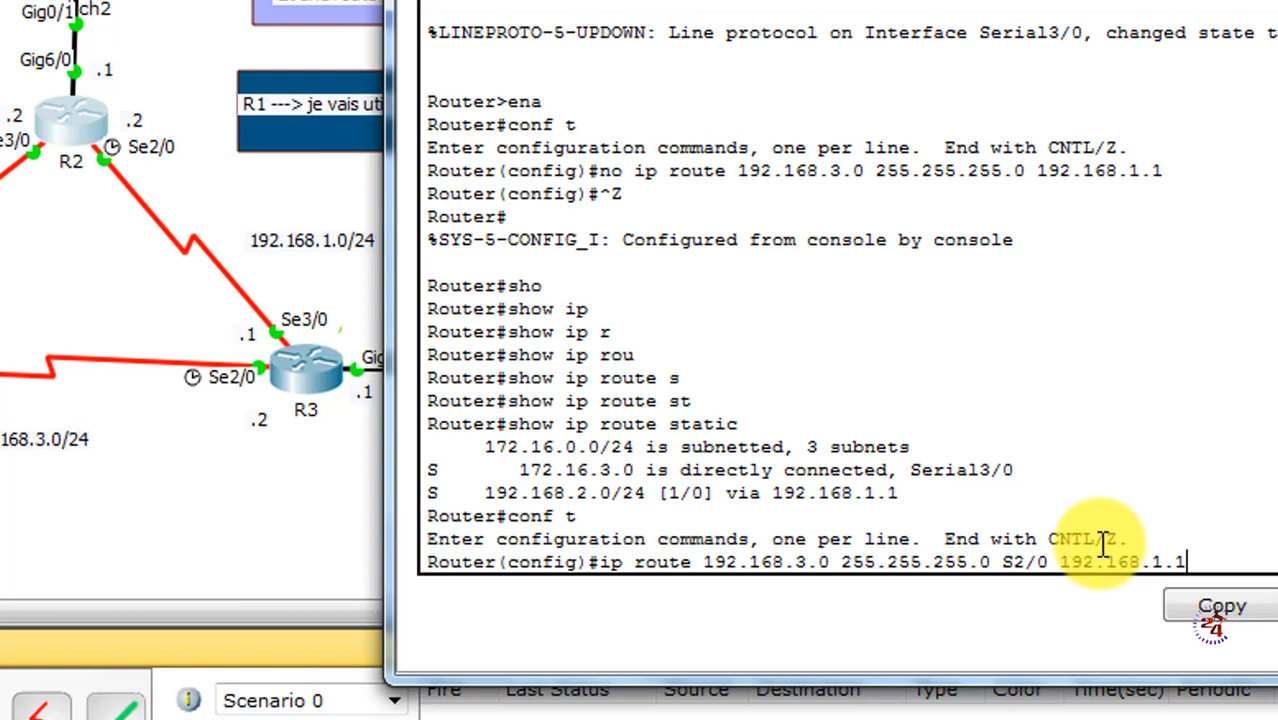 Gig0/1
ch2
Gig6/0
.1
.2
.2
e3/0
Se2/0
R2
R1 ---> je vais uti
192.168.1.0/24
.1
Se3/0
Gig
Se2/0
.1
R3
.2
168.3.0/24
%LINEPROTO-5-UPDOWN: Line protocol on Interface Serial3/0, changed state t
Router>ena
Router#conf t
Enter configuration commands, one per line.  End with CNTL/Z.
Router(config)#no ip route 192.168.3.0 255.255.255.0 192.168.1.1
Router(config)#^Z
Router#
%SYS-5-CONFIG_I: Configured from console by console
Router#sho
Router#show ip
Router#show ip r
Router#show ip rou
Router#show ip route s
Router#show ip route st
Router#show ip route static
172.16.0.0/24 is subnetted, 3 subnets
S       172.16.3.0 is directly connected, Serial3/0
S    192.168.2.0/24 [1/0] via 192.168.1.1
Router#conf t
Enter configuration commands, one per line.  End with CNTL/Z.
Router(config)#ip route 192.168.3.0 255.255.255.0 S2/0 192.168.1.1
Copy
24
Scenario 0
Fire Last Status Source Destination Type Color Time(sec) Periodic